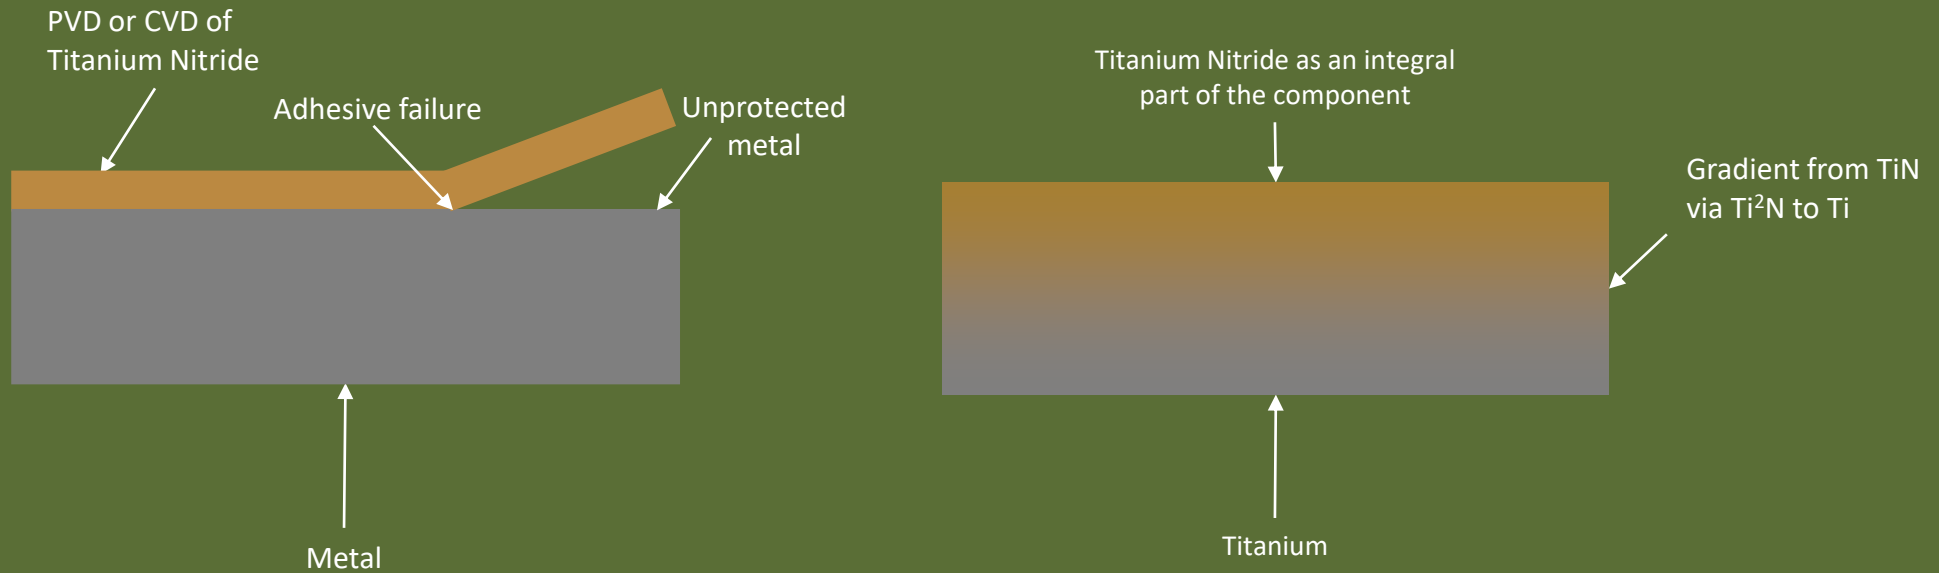 PVD or CVD of
Titanium Nitride
Adhesive failure
Unprotected
metal
Metal
Titanium Nitride as an integral
part of the component
Gradient from TiN
via Ti²N to Ti
Titanium